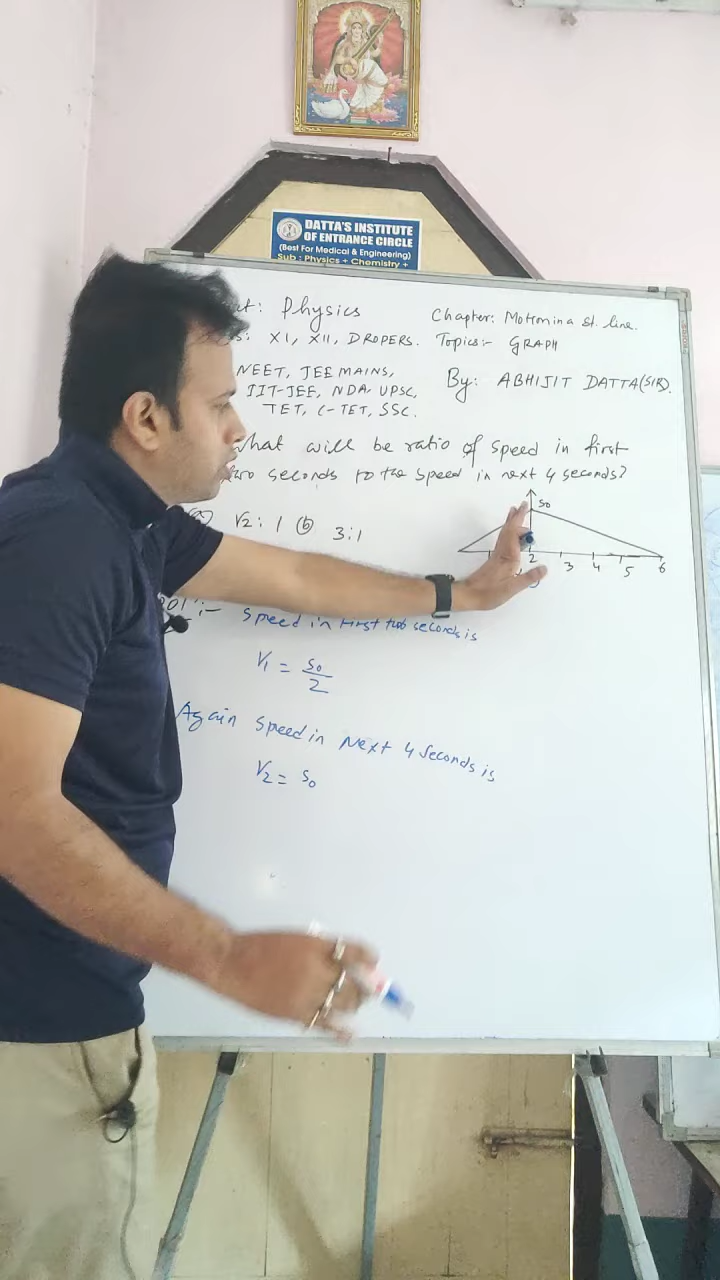 DATTA'S INSTITUTE
OF ENTRANCE CIRCLE
(Best For Medical & Engineering)
Sub : Physics + Chemistry +
Physics
Chapter: Motion in a St. line.
XI, XII, DROPERS.
Topics:- GRAPH
NEET, JEE MAINS,
IIT-JEE, NDA, UPSC,
TET, C-TET, SSC.
By: ABHIJIT DATTA(SIR).
What will be ratio of speed in first
two seconds to the speed in next 4 seconds?
√2 : 1 (b) 3:1
S₀
2 3 4 5 6
Speed in first two seconds is
V₁ = S₀/2
Again Speed in Next 4 Seconds is
V₂ = S₀